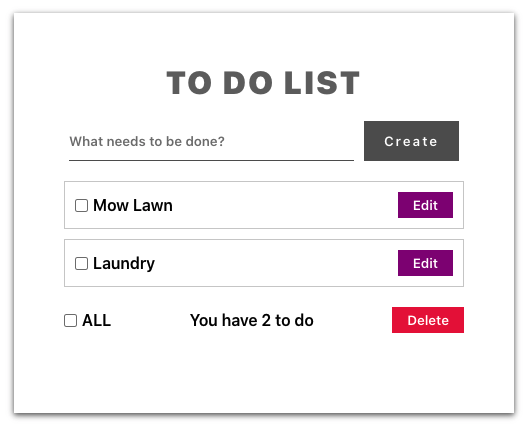 TO DO LIST
What needs to be done? Create
Mow Lawn Edit
Laundry Edit
ALL You have 2 to do Delete